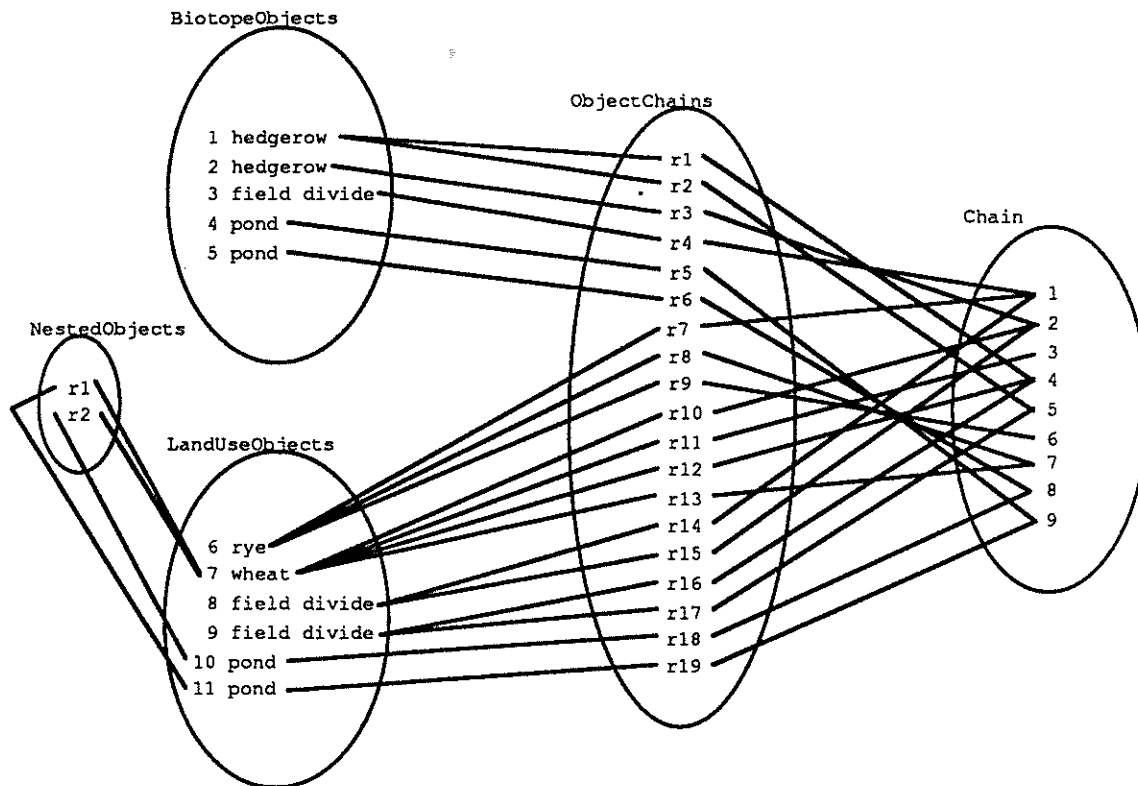 BiotopeObjects
1 hedgerow
2 hedgerow
3 field divide
4 pond
5 pond
NestedObjects
r1
r2
LandUseObjects
6 rye
7 wheat
8 field divide
9 field divide
10 pond
11 pond
ObjectChains
r1
r2
r3
r4
r5
r6
r7
r8
r9
r10
r11
r12
r13
r14
r15
r16
r17
r18
r19
Chain
1
2
3
4
5
6
7
8
9